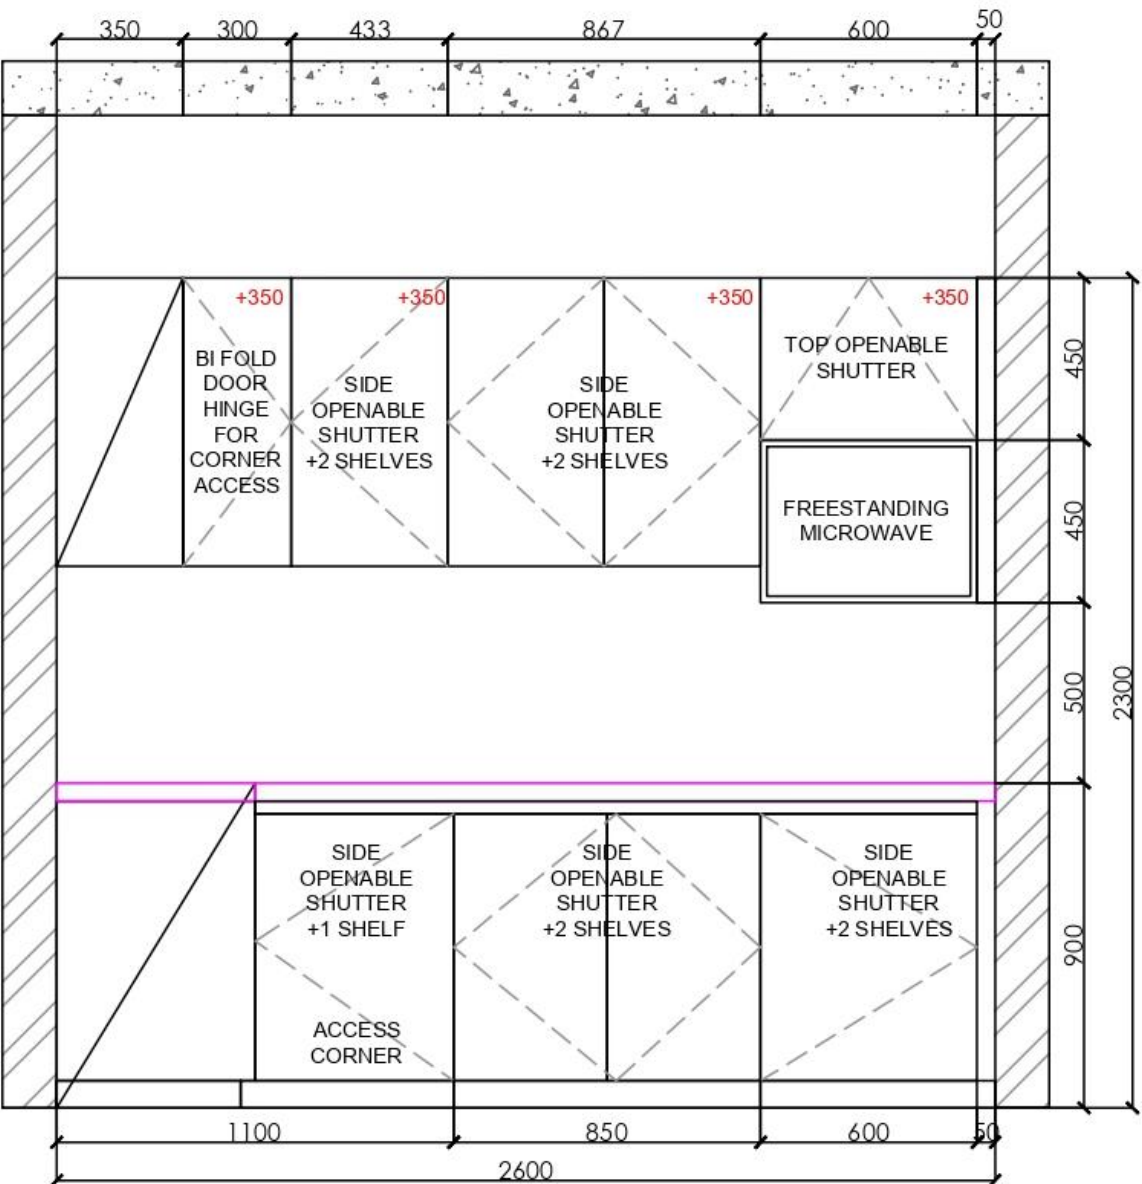 350
300
433
867
600
50
+350
+350
+350
+350
BI FOLD
DOOR
HINGE
FOR
CORNER
ACCESS
SIDE
OPENABLE
SHUTTER
+2 SHELVES
SIDE
OPENABLE
SHUTTER
+2 SHELVES
TOP OPENABLE
SHUTTER
FREESTANDING
MICROWAVE
450
450
500
900
2300
SIDE
OPENABLE
SHUTTER
+1 SHELF
ACCESS
CORNER
SIDE
OPENABLE
SHUTTER
+2 SHELVES
SIDE
OPENABLE
SHUTTER
+2 SHELVES
1100
850
600
50
2600